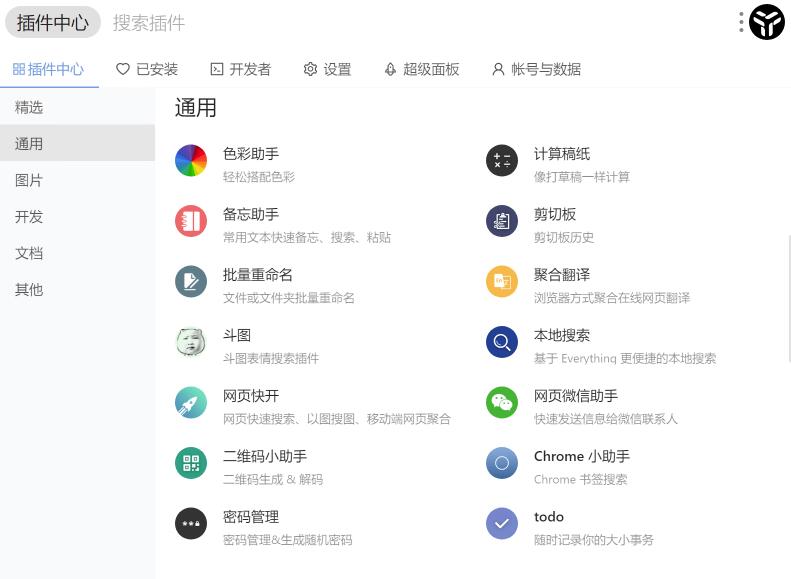 插件中心 搜索插件
插件中心 已安装 开发者 设置 超级面板 帐号与数据
精选
通用
图片
开发
文档
其他
通用
色彩助手
轻松搭配色彩
计算稿纸
像打草稿一样计算
备忘助手
常用文本快速备忘、搜索、粘贴
剪切板
剪切板历史
批量重命名
文件或文件夹批量重命名
聚合翻译
浏览器方式聚合在线网页翻译
斗图
斗图表情搜索插件
本地搜索
基于 Everything 更便捷的本地搜索
网页快开
网页快速搜索、以图搜图、移动端网页聚合
网页微信助手
快速发送信息给微信联系人
二维码小助手
二维码生成 & 解码
Chrome 小助手
Chrome 书签搜索
密码管理
密码管理&生成随机密码
todo
随时记录你的大小事务